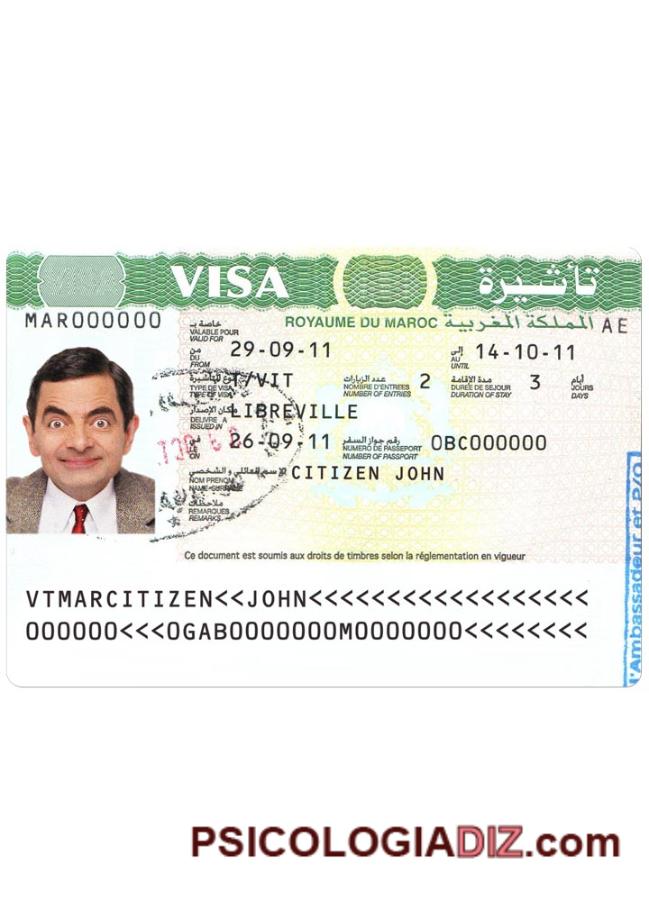 VISA تأشيرة
MAR000000 ROYAUME DU MAROC المملكة المغربية AE
خاصة بـ
VALABLE POUR
VALID FOR
من
DU
FROM
29-09-11
إلى
AU
UNTIL
14-10-11
نوع التأشيرة
TYPE DE VISA
TYPE OF VISA
T/VIT
عدد الزيارات
NOMBRE D'ENTREES
NUMBER OF ENTRIES
2
مدة الاقامة
DUREE DE SEJOUR
DURATION OF STAY
3
أيام
JOURS
DAYS
مكان الإصدار
DELIVRE A
ISSUED IN
LIBREVILLE
في
LE
ON
26-09-11
رقم جواز السفر
NUMERO DE PASSEPORT
NUMBER OF PASSPORT
OBC000000
الإسم العائلي و الشخصي
NOM PRENOM
NAME-SURNAME
CITIZEN JOHN
ملاحظات
REMARQUES
REMARKS
Ce document est soumis aux droits de timbres selon la réglementation en vigueur
l'Ambassadeur et P/O
VTMARCITIZEN<<JOHN<<<<<<<<<<<<<<<<<<
000000<<<0GAB0000000M0000000<<<<<<<<
PSICOLOGIADIZ.com